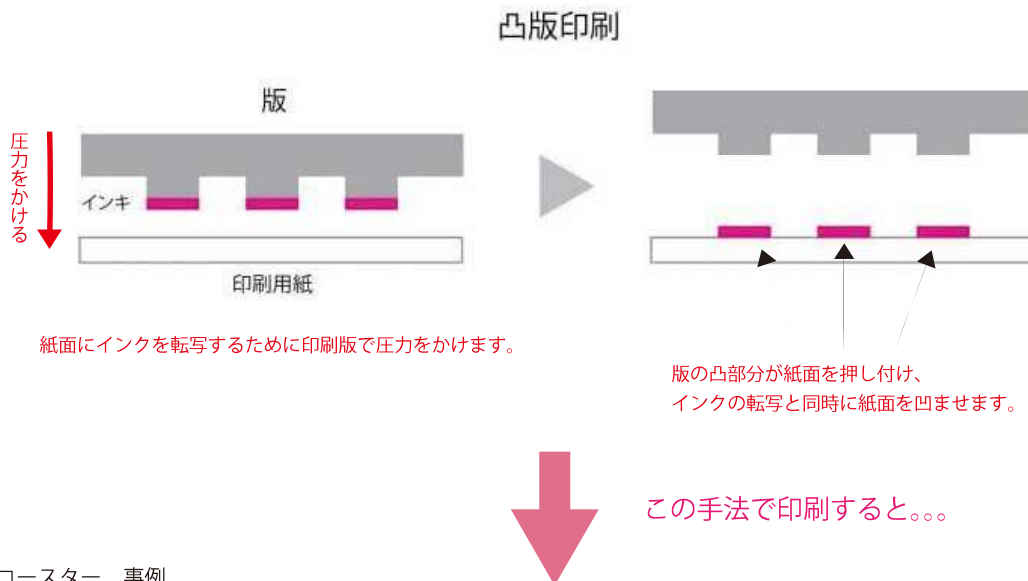 凸版印刷
版
圧力をかける
インキ
印刷用紙
紙面にインクを転写するために印刷版で圧力をかけます。
版の凸部分が紙面を押し付け、
インクの転写と同時に紙面を凹ませます。
この手法で印刷すると。。。
コースター 事例